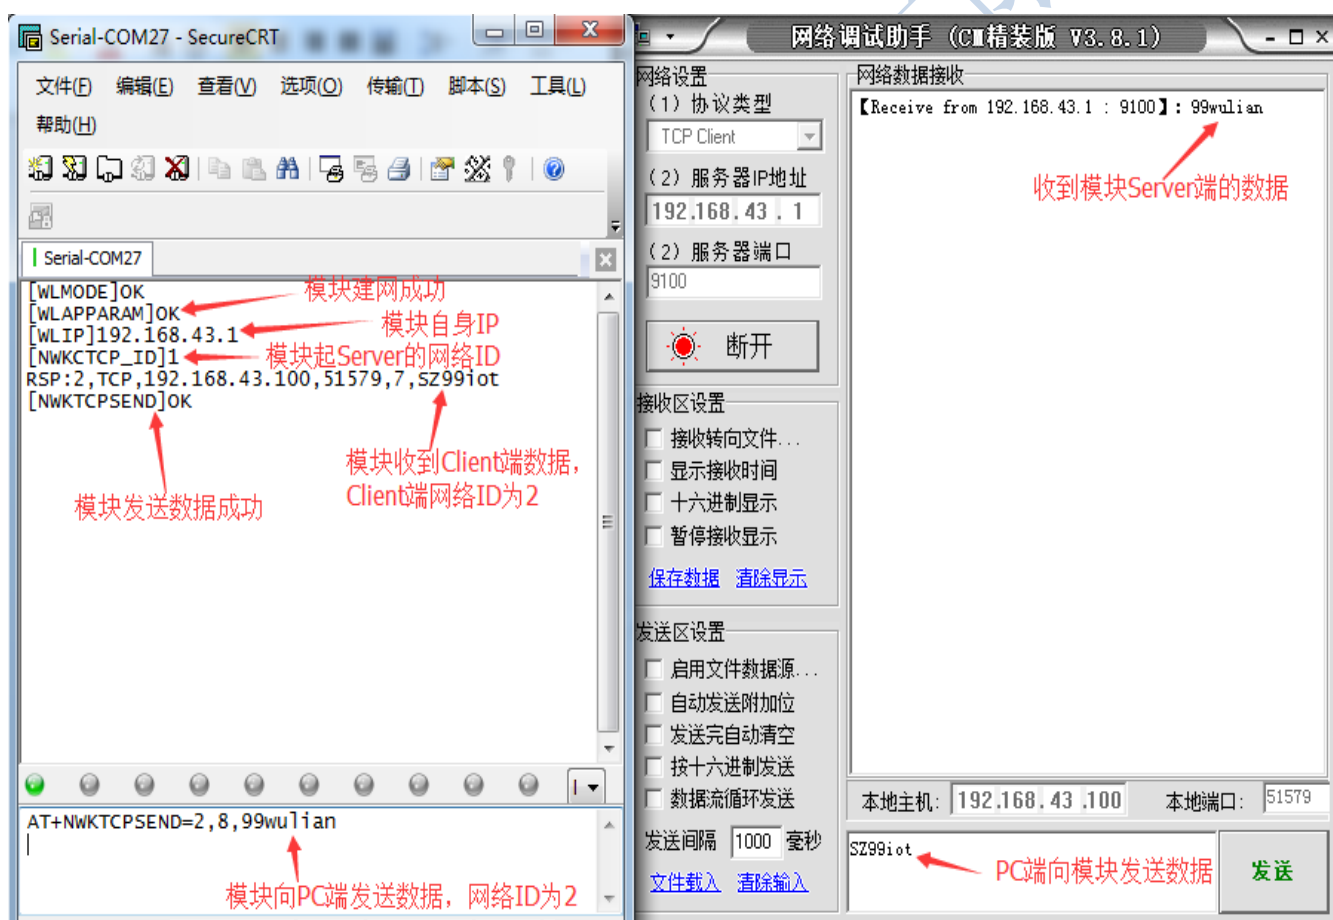 Serial-COM27 - SecureCRT
文件(F) 编辑(E) 查看(V) 选项(O) 传输(T) 脚本(S) 工具(L)
帮助(H)
Serial-COM27
[WLMODE]OK
模块建网成功
[WLAPPARAM]OK
模块自身IP
[WLIP]192.168.43.1
[NWKCTCP_ID]1
模块起Server的网络ID
RSP:2,TCP,192.168.43.100,51579,7,SZ99iot
[NWKTCPSEND]OK
模块收到Client端数据，
Client端网络ID为2
模块发送数据成功
AT+NWKTCPSEND=2,8,99wulian
模块向PC端发送数据，网络ID为2
网络调试助手 (CM精装版 V3.8.1)
网络设置
(1) 协议类型
TCP Client
(2) 服务器IP地址
192.168.43.1
(2) 服务器端口
9100
断开
接收区设置
接收转向文件...
显示接收时间
十六进制显示
暂停接收显示
保存数据 清除显示
发送区设置
启用文件数据源...
自动发送附加位
发送完自动清空
按十六进制发送
数据流循环发送
发送间隔 1000 毫秒
文件载入 清除输入
网络数据接收
【Receive from 192.168.43.1 : 9100】: 99wulian
收到模块Server端的数据
本地主机: 192.168.43.100 本地端口: 51579
SZ99iot
PC端向模块发送数据
发送